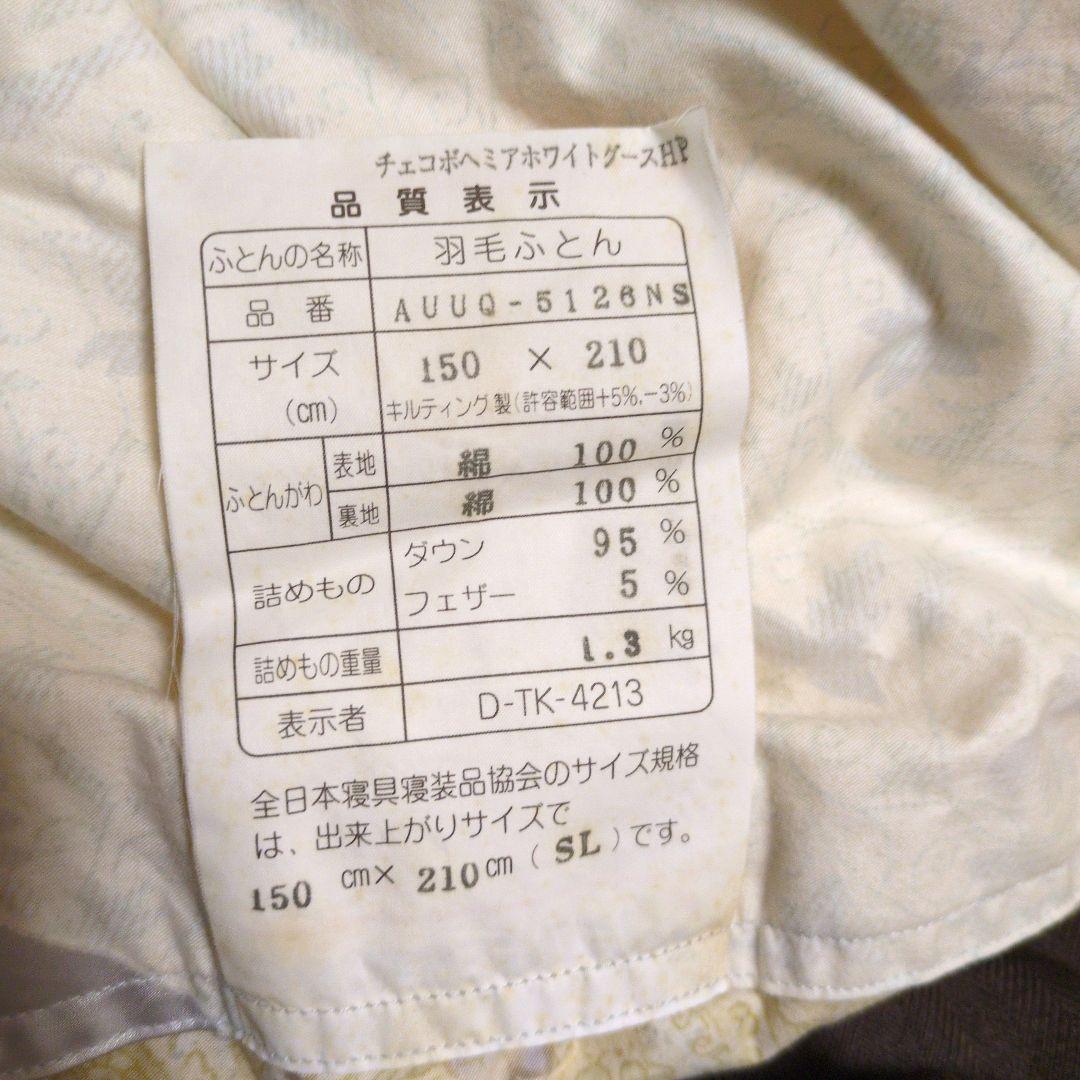 チェコボヘミアホワイトグースHP
品質表示
ふとんの名称 羽毛ふとん
品番 AUUQ-5126NS
サイズ(cm) 150 × 210
キルティング製(許容範囲+5%,-3%)
ふとんがわ 表地 綿 100 %
裏地 綿 100 %
詰めもの ダウン 95 %
フェザー 5 %
詰めもの重量 1.3 kg
表示者 D-TK-4213
全日本寝具寝装品協会のサイズ規格
は、出来上がりサイズで
150 cm× 210 cm ( SL ) です。